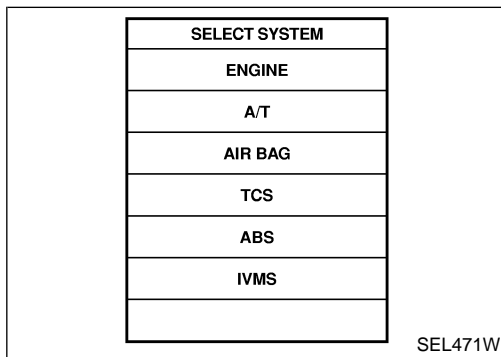 SELECT SYSTEM
ENGINE
A/T
AIR BAG
TCS
ABS
IVMS
SEL471W